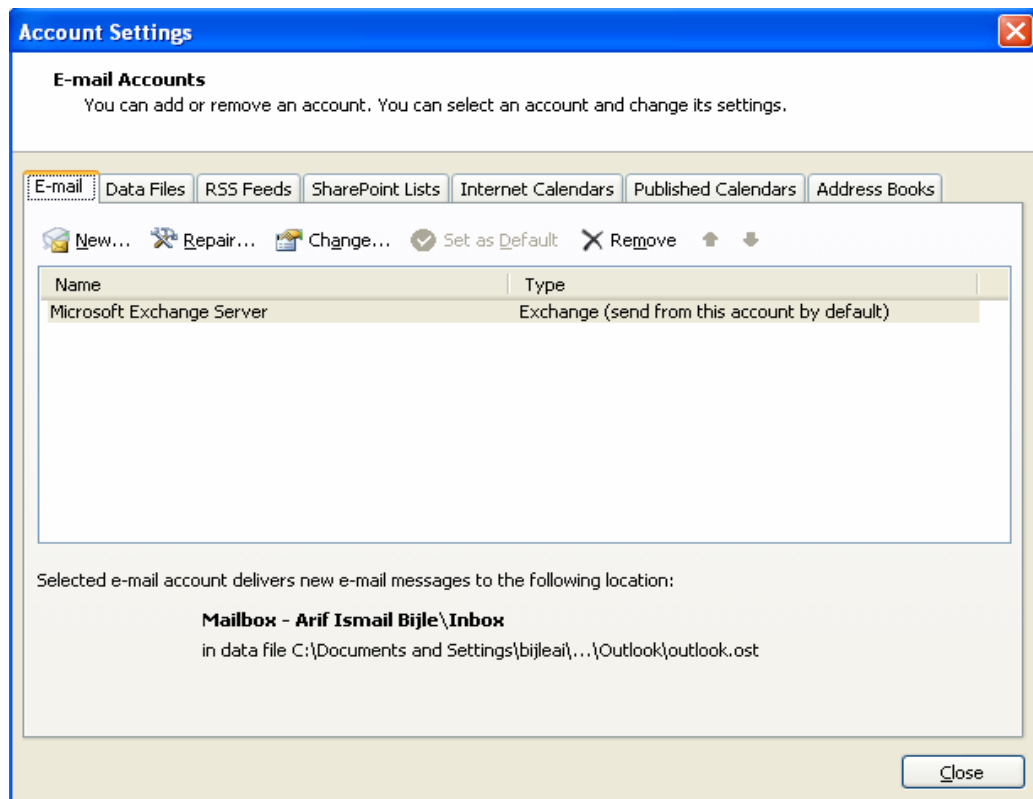 Account Settings
E-mail Accounts
You can add or remove an account. You can select an account and change its settings.
E-mail Data Files RSS Feeds SharePoint Lists Internet Calendars Published Calendars Address Books
New... Repair... Change... Set as Default Remove
Name Type
Microsoft Exchange Server Exchange (send from this account by default)
Selected e-mail account delivers new e-mail messages to the following location:
Mailbox - Arif Ismail Bijle\Inbox
in data file C:\Documents and Settings\bijleai\...\Outlook\outlook.ost
Close